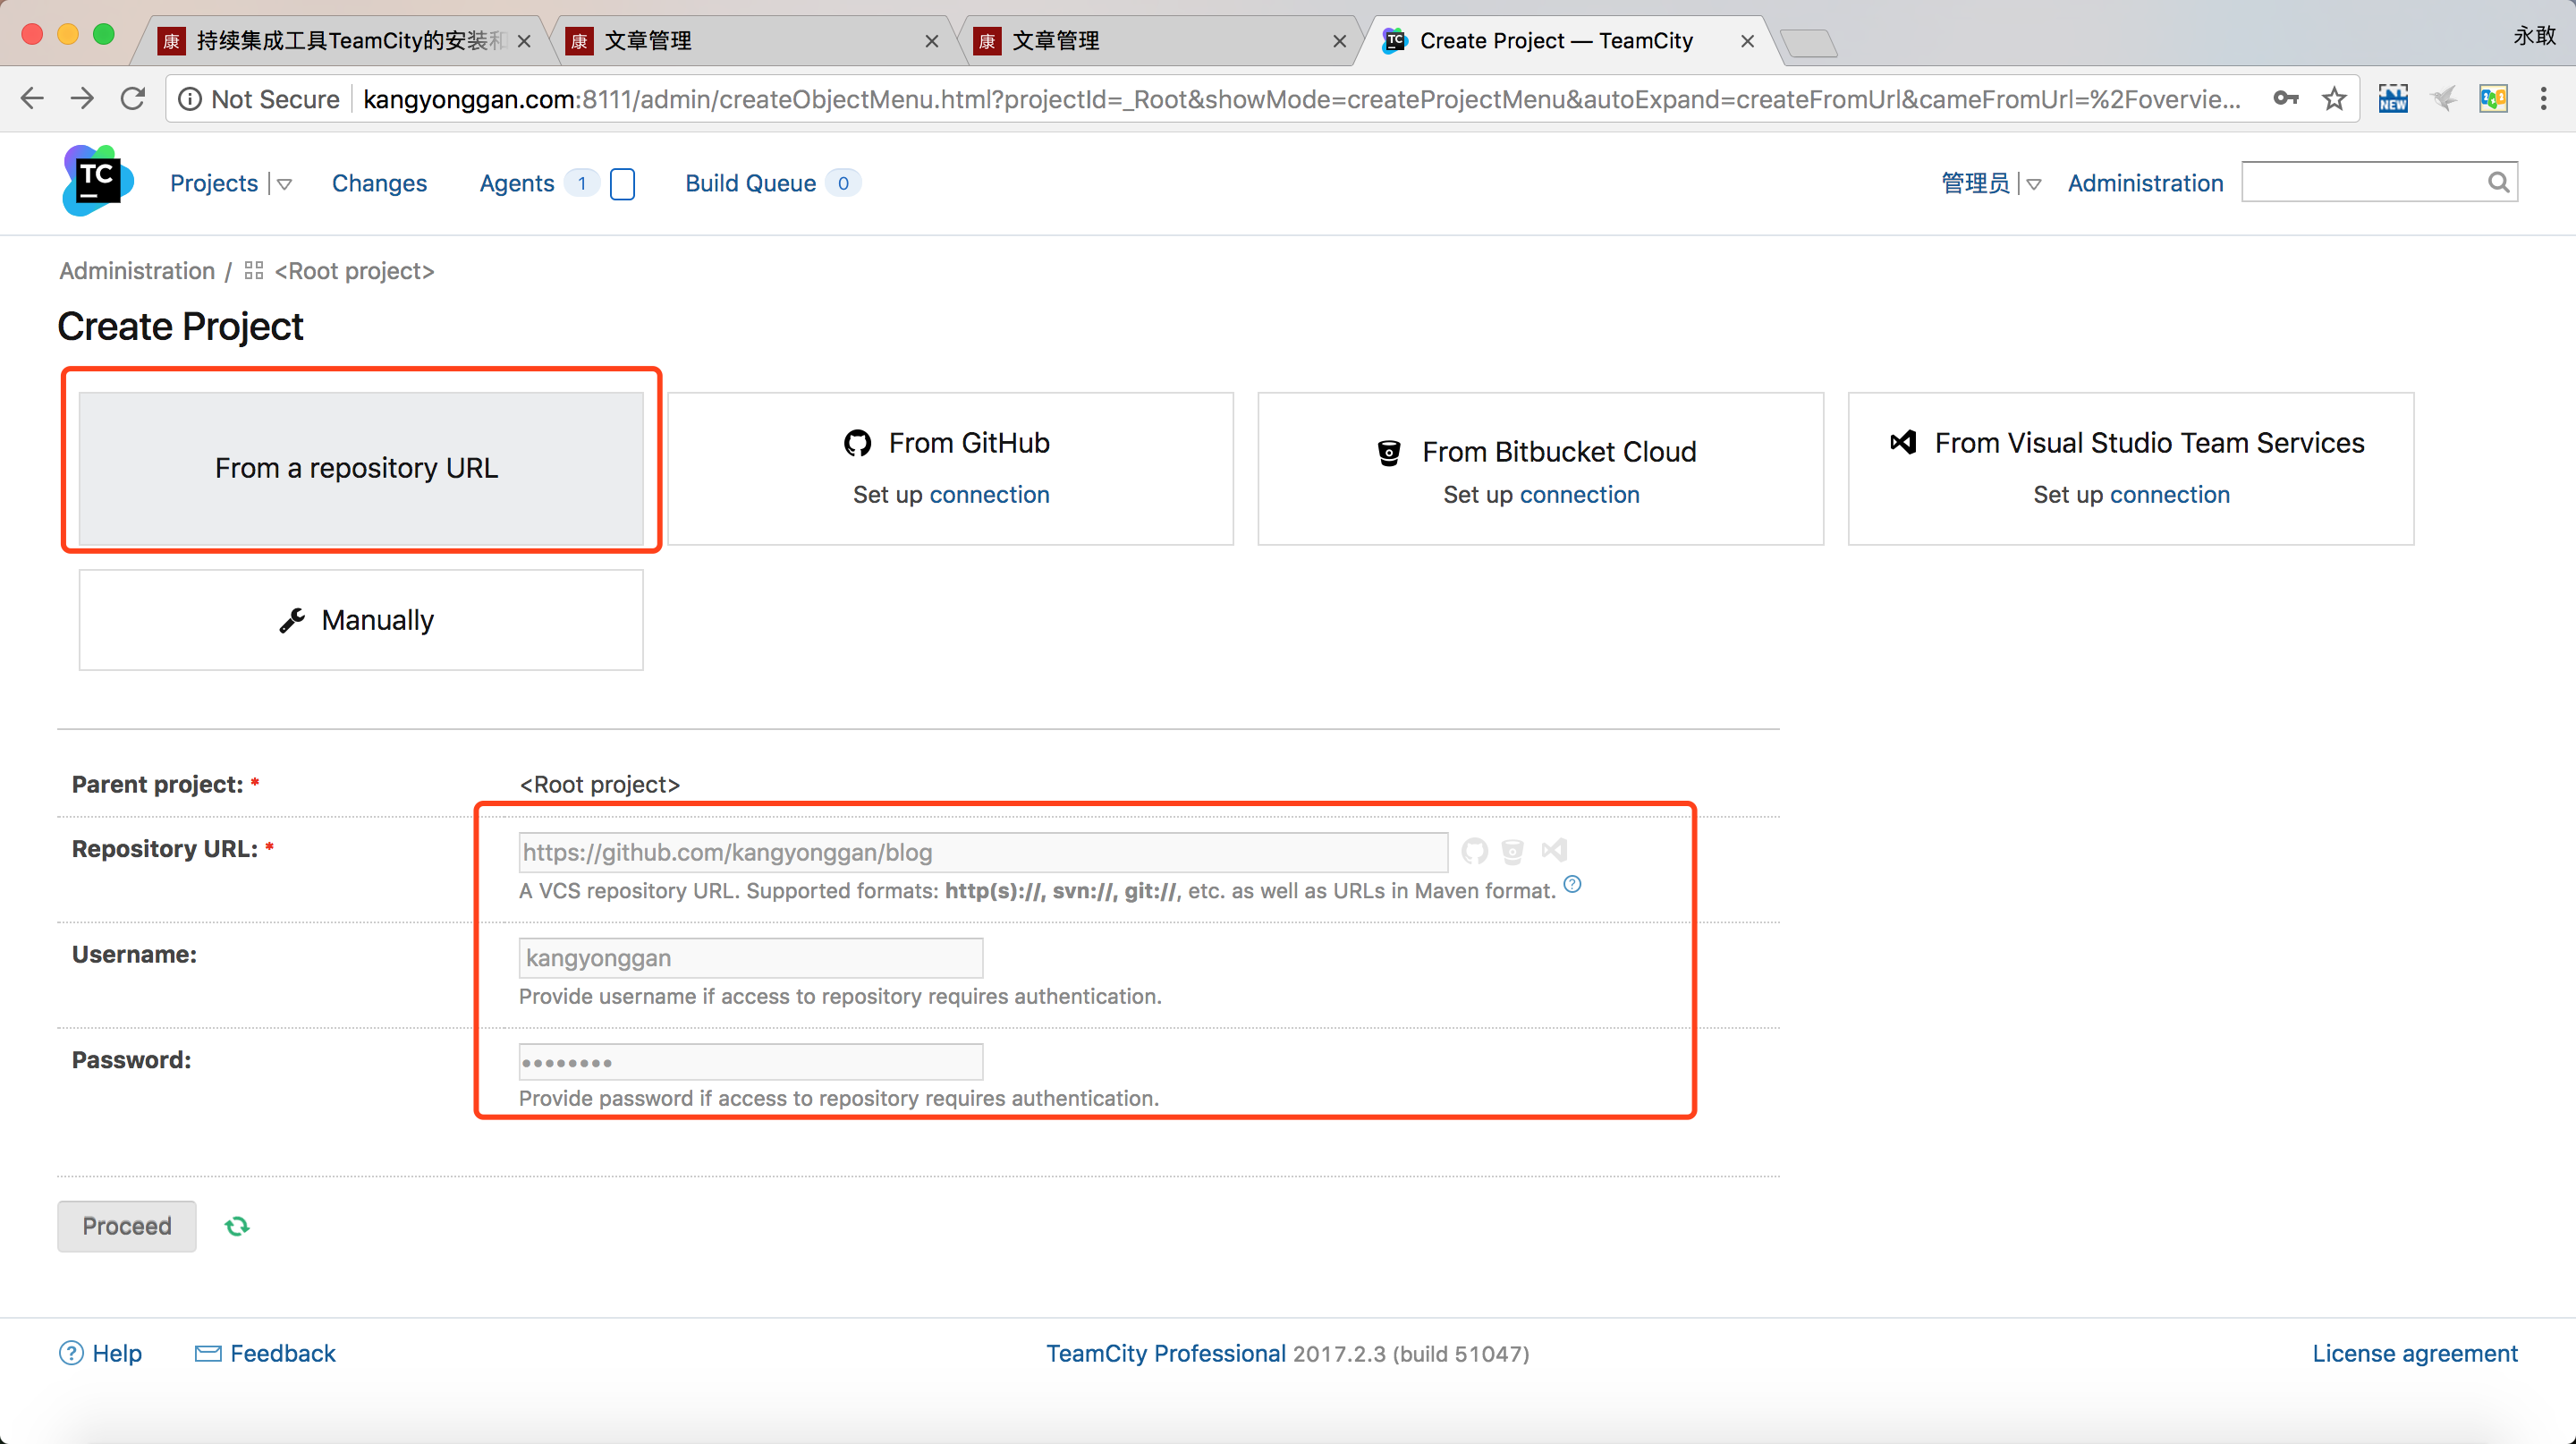 康 持续集成工具TeamCity的安装和
康 文章管理
康 文章管理
TC Create Project — TeamCity
永敢
Not Secure
kangyonggan.com:8111/admin/createObjectMenu.html?projectId=_Root&showMode=createProjectMenu&autoExpand=createFromUrl&cameFromUrl=%2Fovervie...
NEW
TC
Projects
Changes
Agents 1
Build Queue 0
管理员
Administration
Administration / <Root project>
Create Project
From a repository URL
From GitHub
Set up connection
From Bitbucket Cloud
Set up connection
From Visual Studio Team Services
Set up connection
Manually
Parent project: *
<Root project>
Repository URL: *
https://github.com/kangyonggan/blog
A VCS repository URL. Supported formats: http(s)://, svn://, git://, etc. as well as URLs in Maven format. ?
Username:
kangyonggan
Provide username if access to repository requires authentication.
Password:
••••••••
Provide password if access to repository requires authentication.
Proceed
? Help
Feedback
TeamCity Professional 2017.2.3 (build 51047)
License agreement